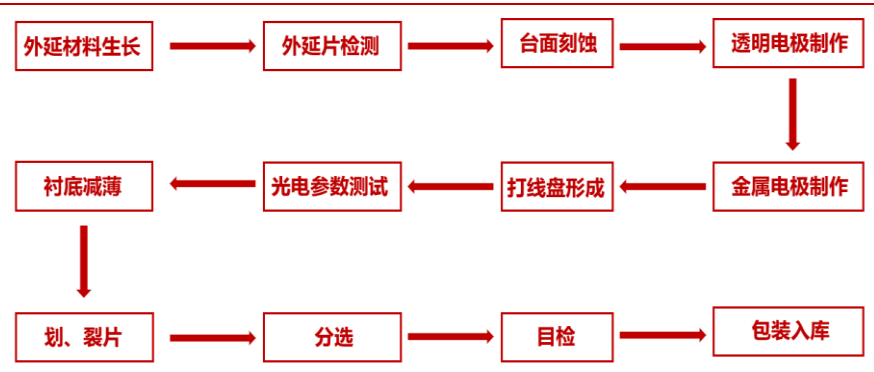 外延材料生长
外延片检测
台面刻蚀
透明电极制作
衬底减薄
光电参数测试
打线盘形成
金属电极制作
划、裂片
分选
目检
包装入库